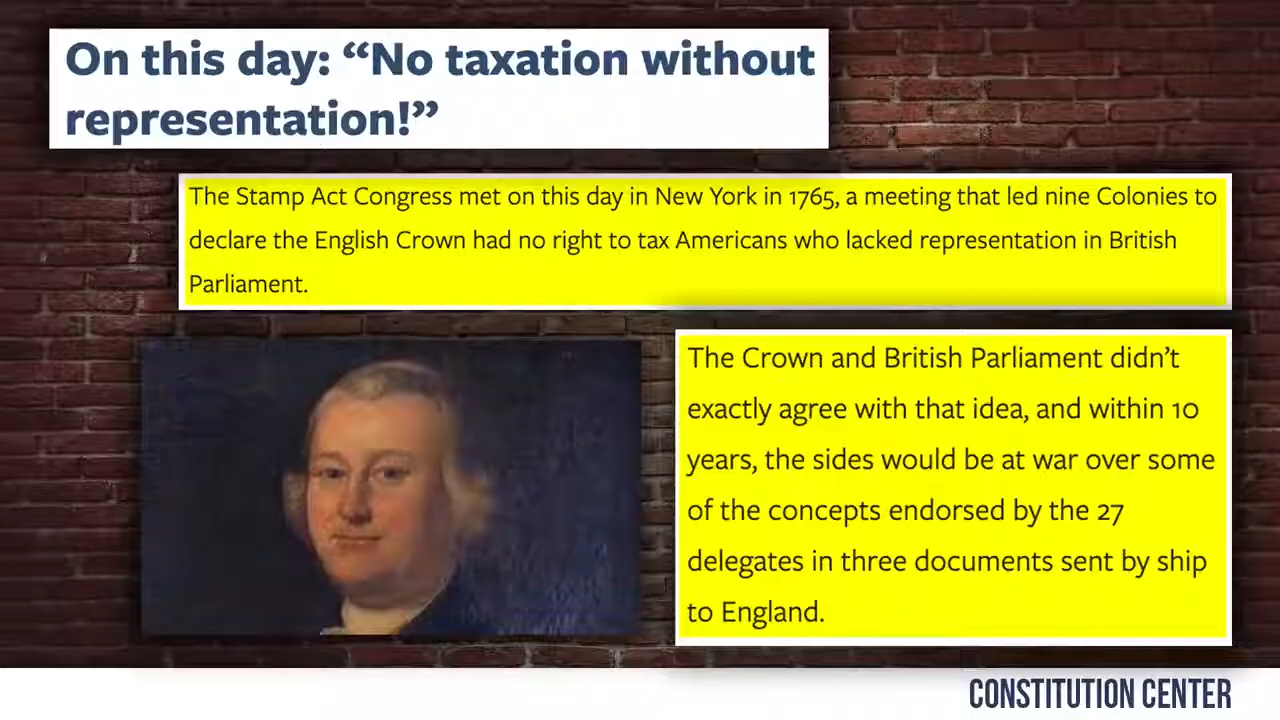 On this day: “No taxation without
representation!”
The Stamp Act Congress met on this day in New York in 1765, a meeting that led nine Colonies to
declare the English Crown had no right to tax Americans who lacked representation in British
Parliament.
The Crown and British Parliament didn’t
exactly agree with that idea, and within 10
years, the sides would be at war over some
of the concepts endorsed by the 27
delegates in three documents sent by ship
to England.
CONSTITUTION CENTER